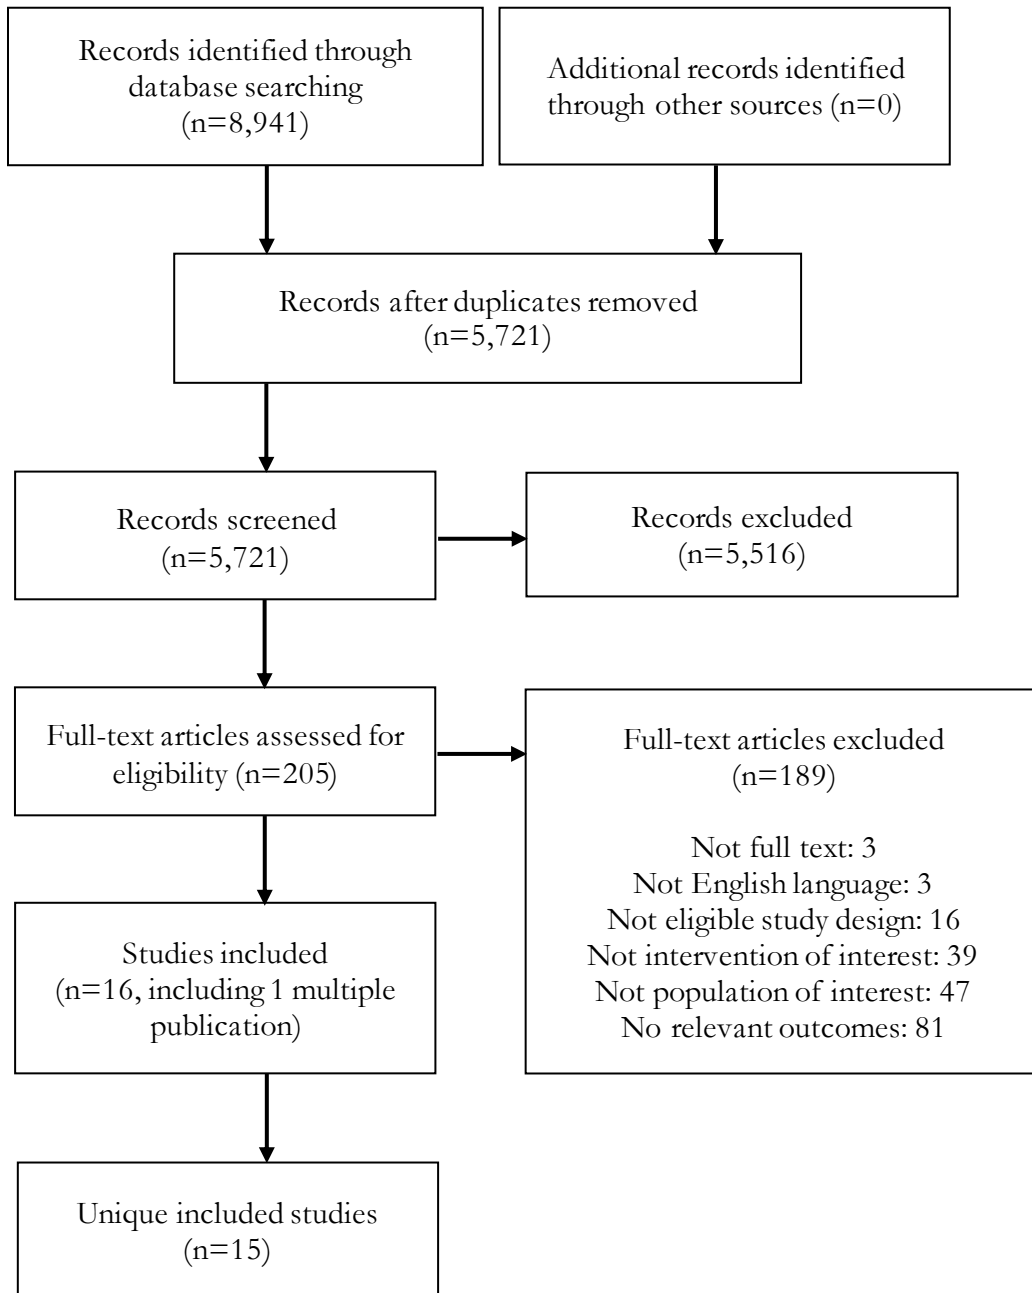 Records identified through
database searching
(n=8,941)
Additional records identified
through other sources (n=0)
Records after duplicates removed
(n=5,721)
Records screened
(n=5,721)
Records excluded
(n=5,516)
Full-text articles assessed for
eligibility (n=205)
Full-text articles excluded
(n=189)
Not full text: 3
Not English language: 3
Not eligible study design: 16
Not intervention of interest: 39
Not population of interest: 47
No relevant outcomes: 81
Studies included
(n=16, including 1 multiple
publication)
Unique included studies
(n=15)